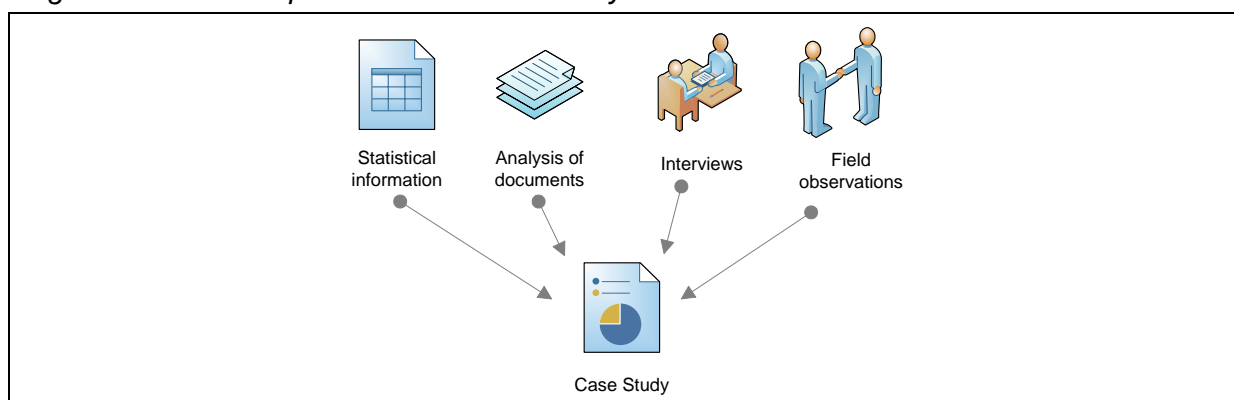 Statistical
information
Analysis of
documents
Interviews
Field
observations
Case Study